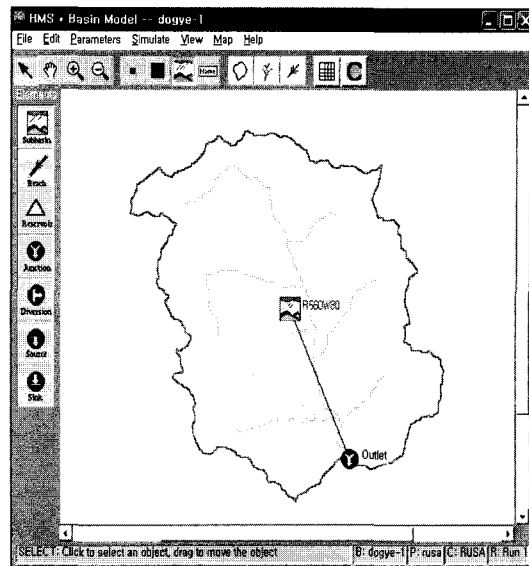 HMS * Basin Model -- dogye-1
File Edit Parameters Simulate View Map Help
Name
C
Subbasin
Reach
Reservoir
Junction
Diversion
Source
Sink
R560W80
Outlet
SELECT: Click to select an object, drag to move the object
B: dogye-1 P: rusa C: RUSA R: Run 1